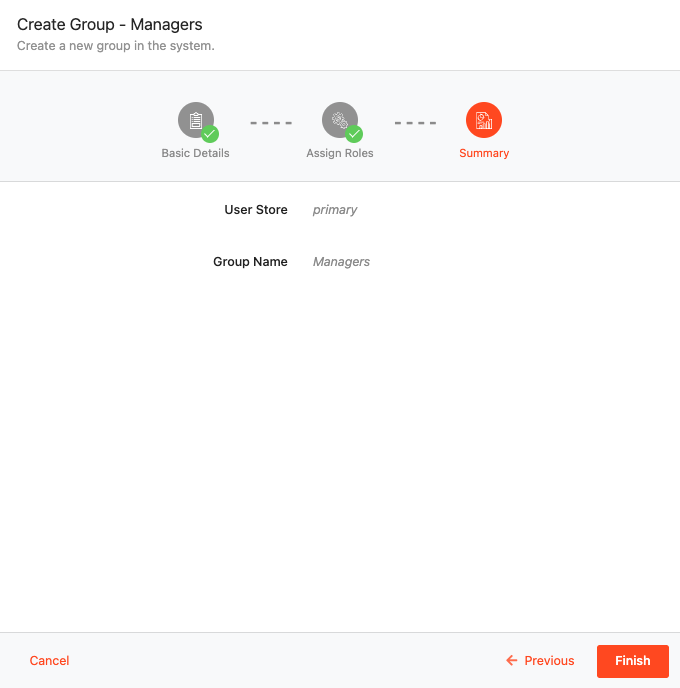 Create Group - Managers
Create a new group in the system.
Basic Details
Assign Roles
Summary
User Store primary
Group Name Managers
Cancel
Previous
Finish